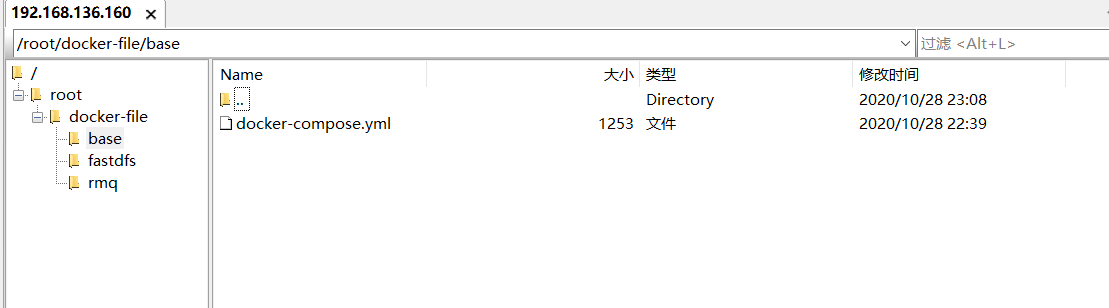 192.168.136.160
/root/docker-file/base
过滤 <Alt+L>
/
root
docker-file
base
fastdfs
rmq
Name 大小 类型 修改时间
.. Directory 2020/10/28 23:08
docker-compose.yml 1253 文件 2020/10/28 22:39